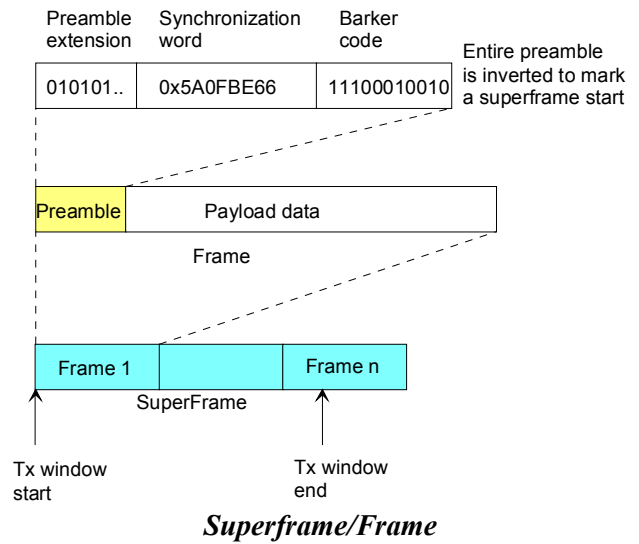 Preamble
extension
Synchronization
word
Barker
code
Entire preamble
is inverted to mark
a superframe start
010101.. 0x5A0FBE66 11100010010
Preamble Payload data
Frame
Frame 1 Frame n
SuperFrame
Tx window
start
Tx window
end
Superframe/Frame